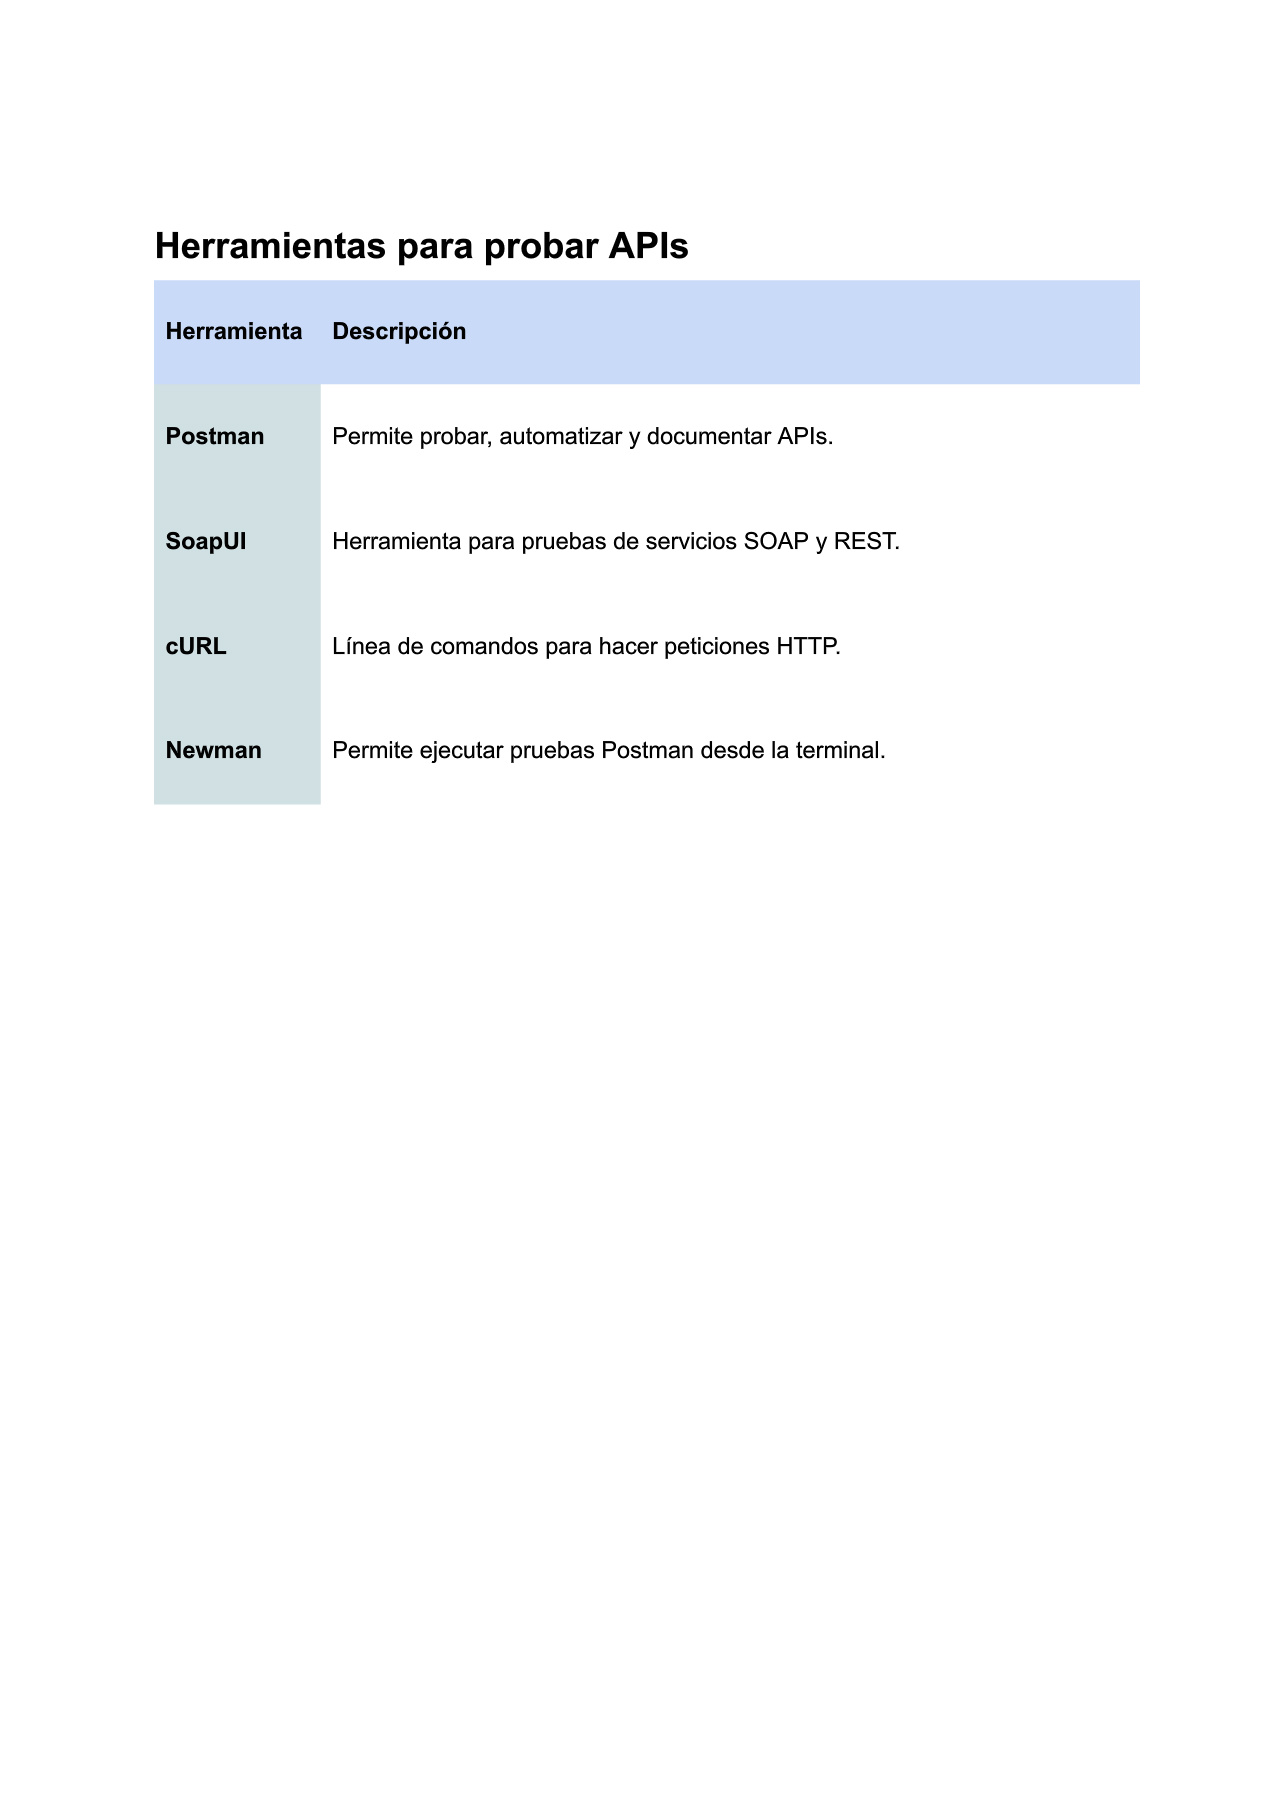 Herramientas para probar APIs
Herramienta Descripción
Postman Permite probar, automatizar y documentar APIs.
SoapUI Herramienta para pruebas de servicios SOAP y REST.
cURL Línea de comandos para hacer peticiones HTTP.
Newman Permite ejecutar pruebas Postman desde la terminal.